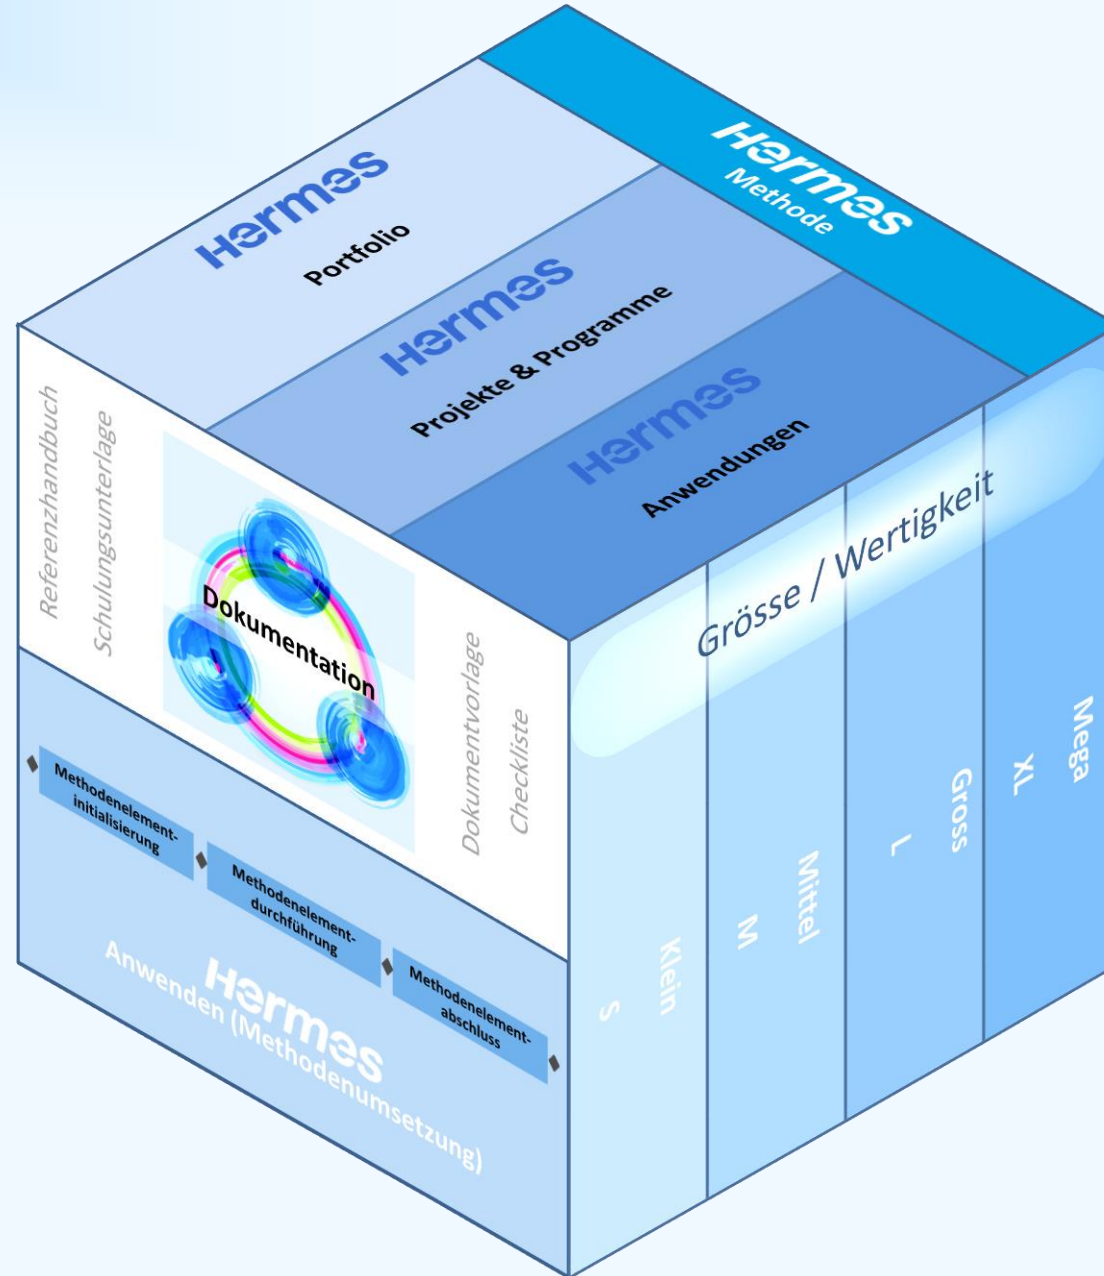 Hermes
Methode
Hermes
Portfolio
Hermes
Projekte & Programme
Hermes
Anwendungen
Referenzhandbuch
Schulungsunterlage
Dokumentation
Dokumentvorlage
Checkliste
Grösse / Wertigkeit
Klein
S
Mittel
M
Gross
L
Mega
XL
Methodenelement-
initialisierung
Methodenelement-
durchführung
Methodenelement-
abschluss
Hermes
Anwenden (Methodenumsetzung)